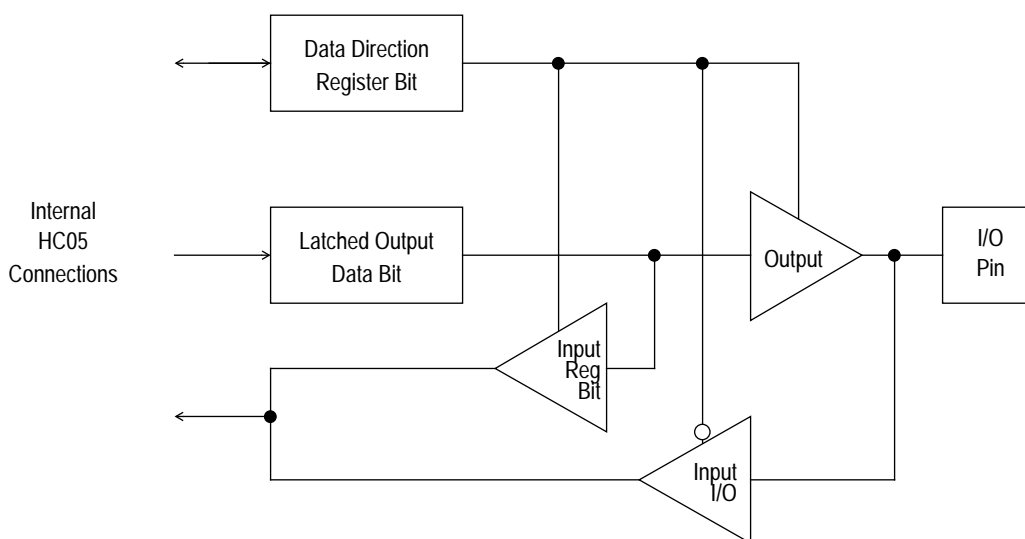 Data Direction
Register Bit
Internal
HC05
Connections
Latched Output
Data Bit
Output
I/O
Pin
Input
Reg
Bit
Input
I/O